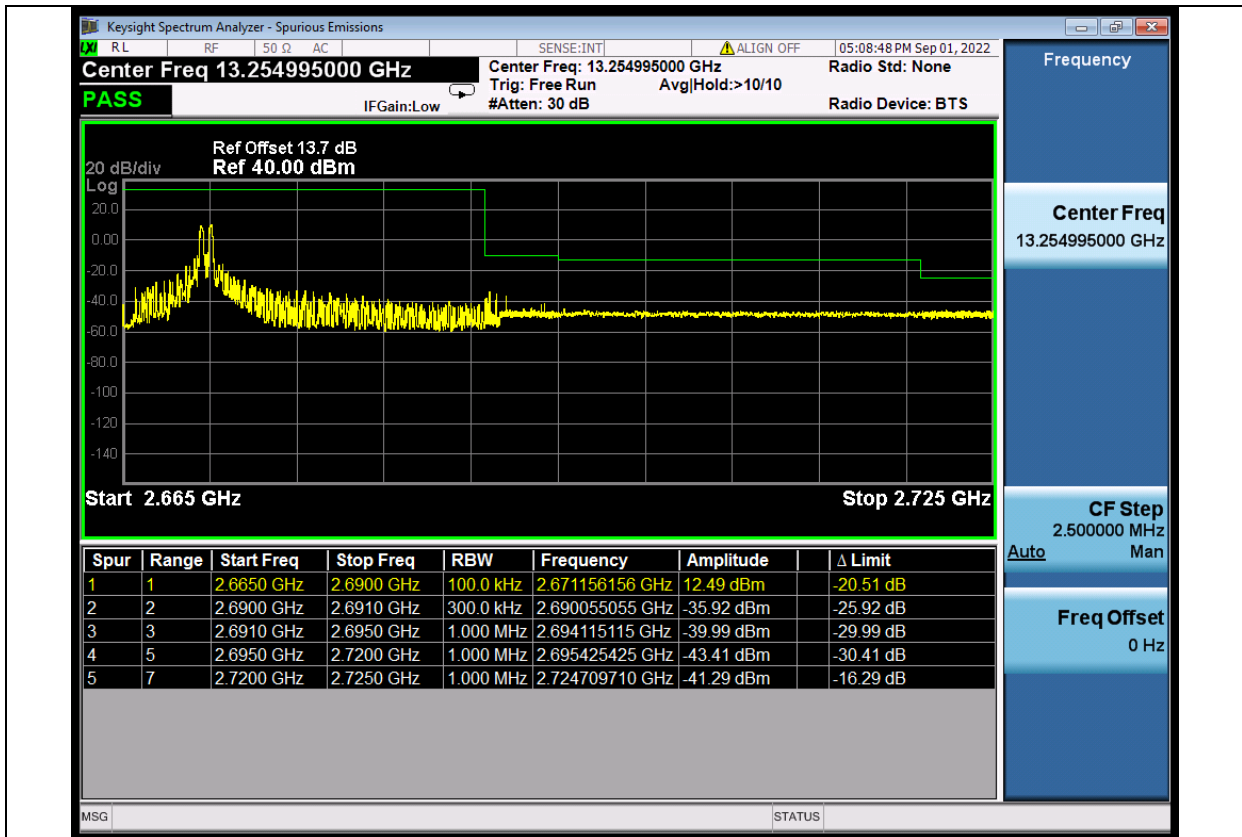 Keysight Spectrum Analyzer - Spurious Emissions
LXI RL RF 50 Ω AC SENSE:INT ALIGN OFF 05:08:48 PM Sep 01, 2022
Center Freq 13.254995000 GHz Center Freq: 13.254995000 GHz Radio Std: None
Trig: Free Run Avg|Hold:>10/10
PASS IFGain:Low #Atten: 30 dB Radio Device: BTS
Frequency
Ref Offset 13.7 dB
20 dB/div Ref 40.00 dBm
Log
20.0
0.00
-20.0
-40.0
-60.0
-80.0
-100
-120
-140
Start 2.665 GHz Stop 2.725 GHz
Center Freq
13.254995000 GHz
CF Step
2.500000 MHz
Auto Man
Freq Offset
0 Hz
Spur Range Start Freq Stop Freq RBW Frequency Amplitude Δ Limit
1 1 2.6650 GHz 2.6900 GHz 100.0 kHz 2.671156156 GHz 12.49 dBm -20.51 dB
2 2 2.6900 GHz 2.6910 GHz 300.0 kHz 2.690055055 GHz -35.92 dBm -25.92 dB
3 3 2.6910 GHz 2.6950 GHz 1.000 MHz 2.694115115 GHz -39.99 dBm -29.99 dB
4 5 2.6950 GHz 2.7200 GHz 1.000 MHz 2.695425425 GHz -43.41 dBm -30.41 dB
5 7 2.7200 GHz 2.7250 GHz 1.000 MHz 2.724709710 GHz -41.29 dBm -16.29 dB
MSG STATUS